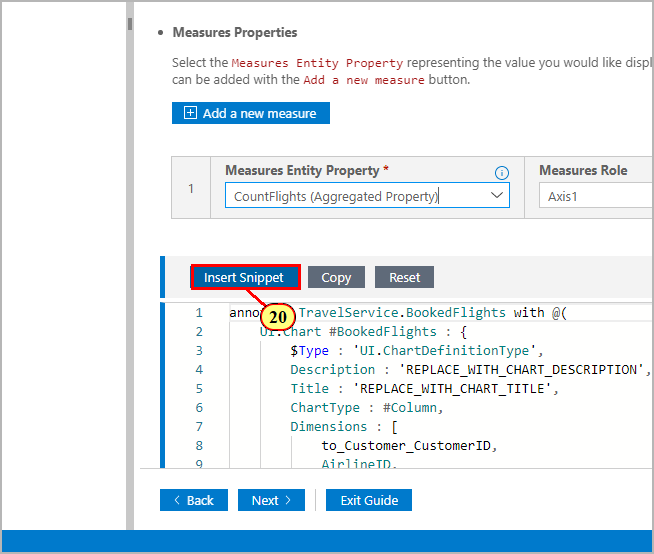 Measures Properties
Select the Measures Entity Property representing the value you would like displ
can be added with the Add a new measure button.
Add a new measure
Measures Entity Property *
Measures Role
1
CountFlights (Aggregated Property)
Axis1
Insert Snippet
Copy
Reset
20
1 anno TravelService.BookedFlights with @(
2 UI.Chart #BookedFlights : {
3 $Type : 'UI.ChartDefinitionType',
4 Description : 'REPLACE_WITH_CHART_DESCRIPTION',
5 Title : 'REPLACE_WITH_CHART_TITLE',
6 ChartType : #Column,
7 Dimensions : [
8 to_Customer_CustomerID,
9 AirlineID,
Back
Next
Exit Guide